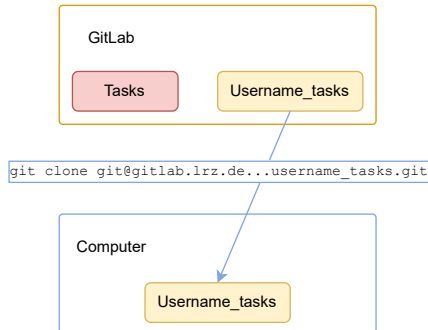 GitLab
Tasks
Username_tasks
git clone git@gitlab.lrz.de...username_tasks.git
Computer
Username_tasks